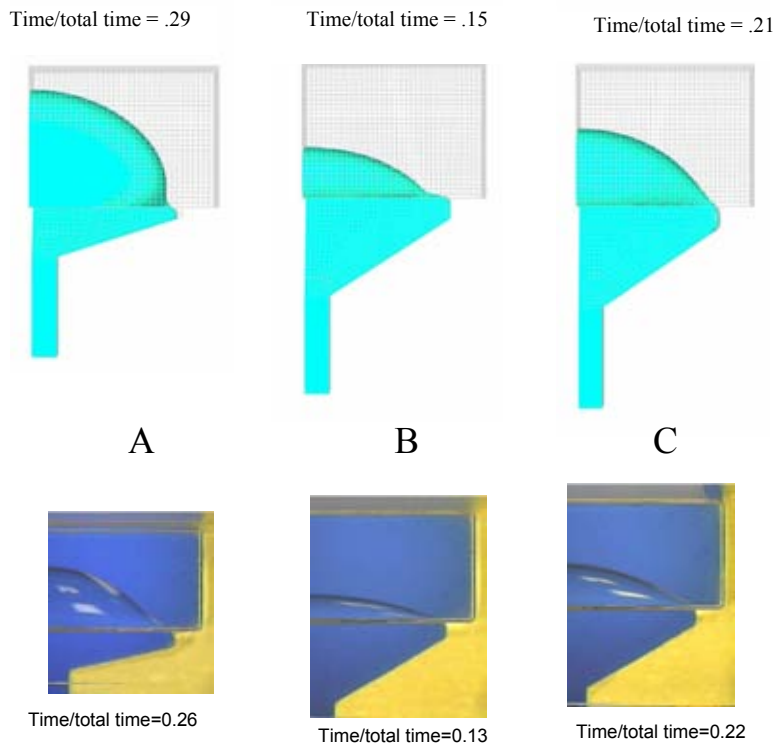 Time/total time = .29
Time/total time = .15
Time/total time = .21
A
B
C
Time/total time=0.26
Time/total time=0.13
Time/total time=0.22